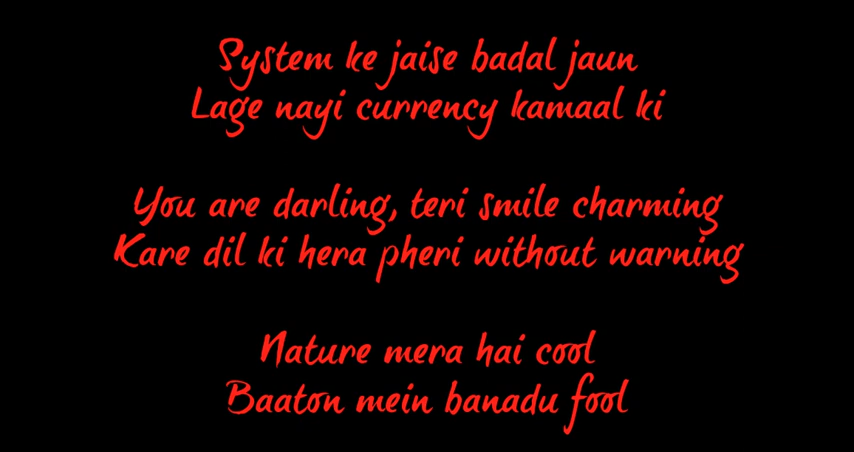 System ke jaise badal jaun
Lage nayi currency kamaal ki
You are darling, teri smile charming
Kare dil ki hera pheri without warning
Nature mera hai cool
Baaton mein banadu fool